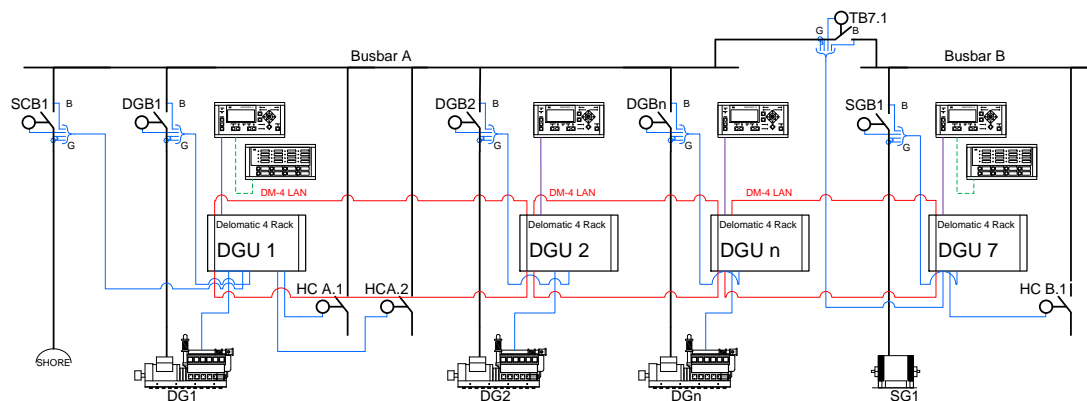 TB7.1
G
B
Busbar A
Busbar B
SCB1
B
G
DGB1
B
G
DGB2
B
G
DGBn
B
G
SGB1
B
G
DM-4 LAN
DM-4 LAN
DM-4 LAN
Delomatic 4 Rack
DGU 1
Delomatic 4 Rack
DGU 2
Delomatic 4 Rack
DGU n
Delomatic 4 Rack
DGU 7
HC A.1
HCA.2
HC B.1
SHORE
DG1
DG2
DGn
SG1